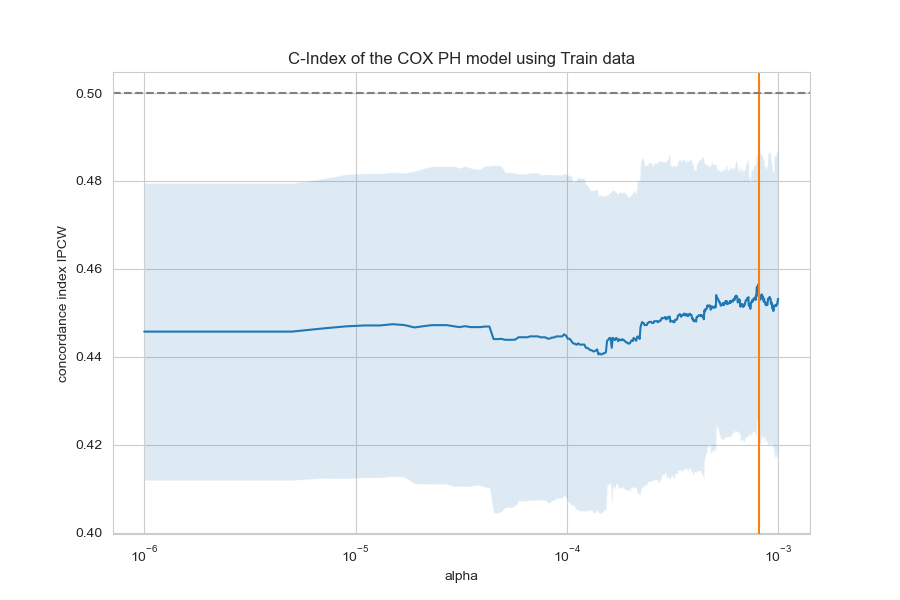 C-Index of the COX PH model using Train data
concordance index IPCW
0.50
0.48
0.46
0.44
0.42
0.40
10⁻⁶ 10⁻⁵ 10⁻⁴ 10⁻³
alpha